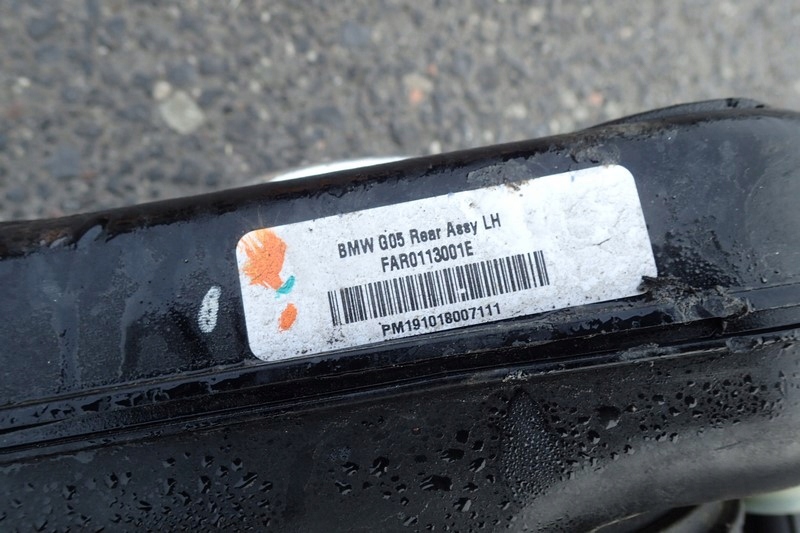 BMW G05 Rear Assy LH
FAR0113001E
PM191018007111